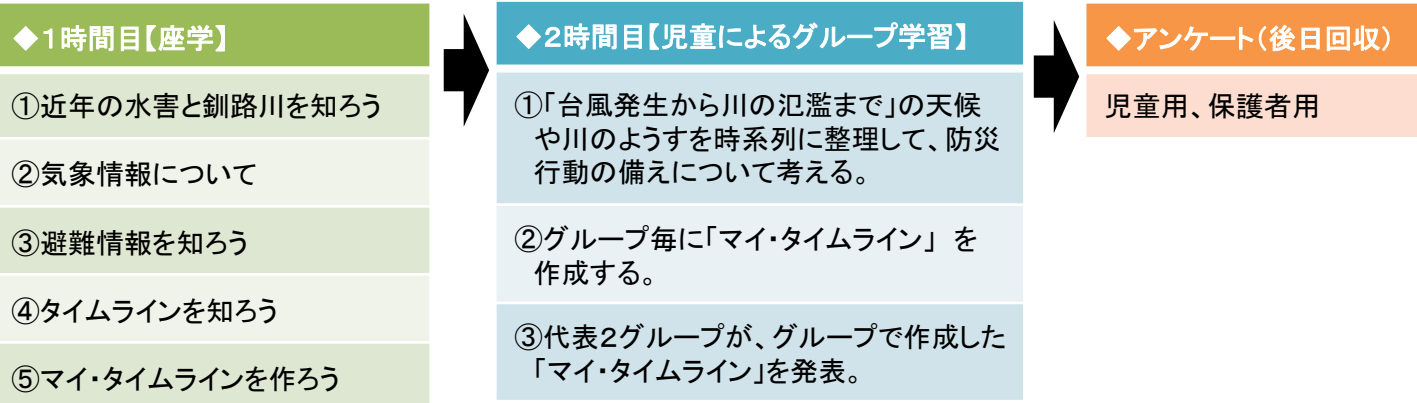 ◆1時間目【座学】
①近年の水害と釧路川を知ろう
②気象情報について
③避難情報を知ろう
④タイムラインを知ろう
⑤マイ・タイムラインを作ろう
◆2時間目【児童によるグループ学習】
①「台風発生から川の氾濫まで」の天候
や川のようすを時系列に整理して、防災
行動の備えについて考える。
②グループ毎に「マイ・タイムライン」 を
作成する。
③代表2グループが、グループで作成した
「マイ・タイムライン」を発表。
◆アンケート(後日回収)
児童用、保護者用